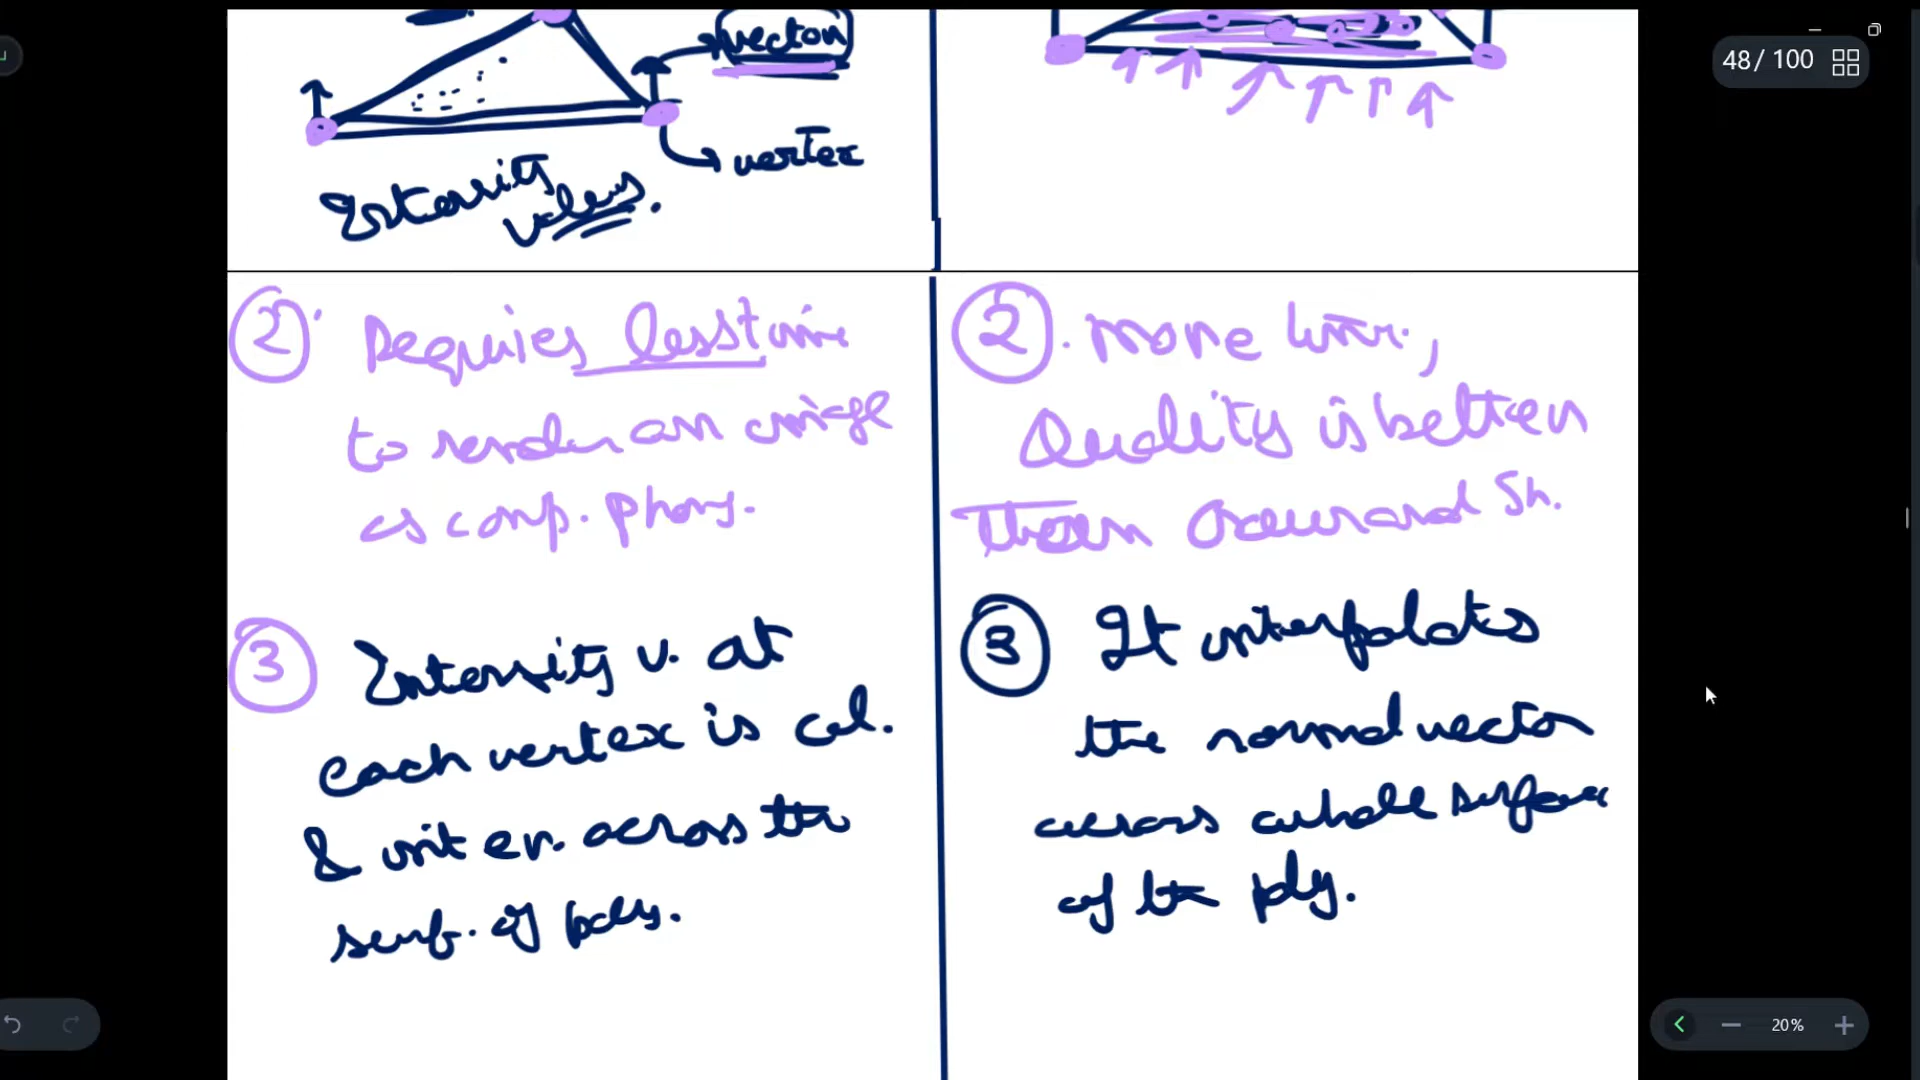 vector
vertex
Intensity
values.
48 / 100
② Requires less time
to render an image
as comp. phong.
③ Intensity v. at
each vertex is cal.
& int er. across the
surf. of poly.
② . more time,
Quality is better
Than Gouraud Sh.
③ It interpolates
the normal vector
across whole surface
of the ply.
20%